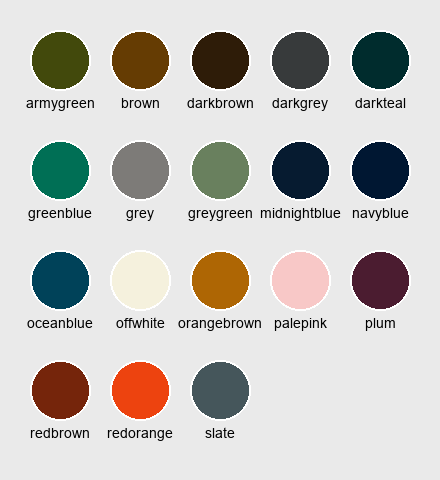 armygreen brown darkbrown darkgrey darkteal
greenblue grey greygreen midnightblue navyblue
oceanblue offwhite orangebrown palepink plum
redbrown redorange slate